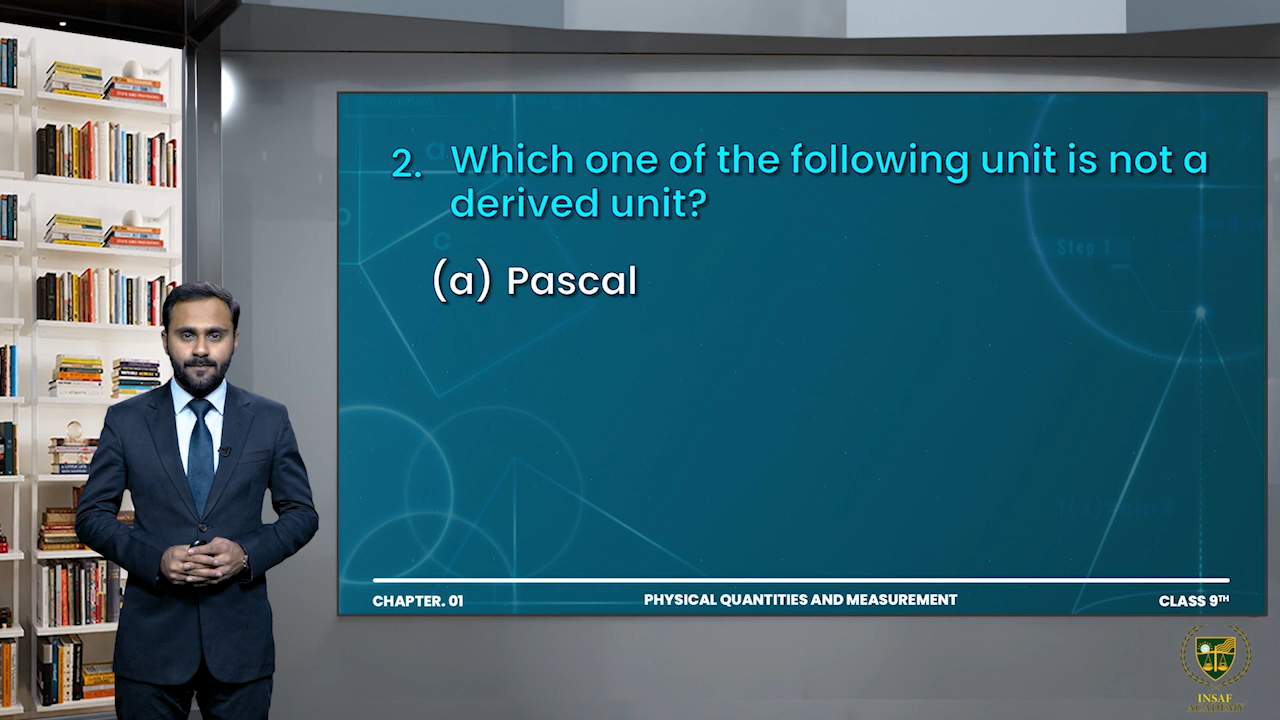 2. Which one of the following unit is not a
derived unit?
(a) Pascal
CHAPTER. 01
PHYSICAL QUANTITIES AND MEASUREMENT
CLASS 9TH
INSAF
ACADEMY